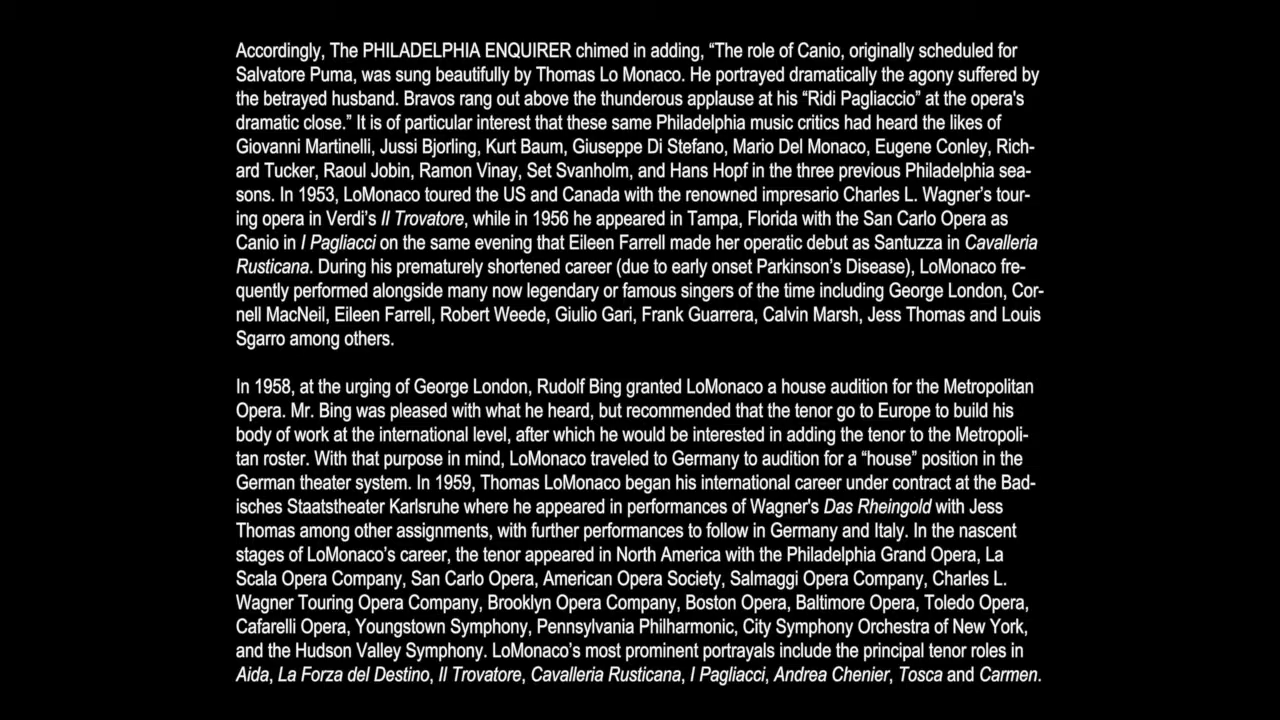 Accordingly, The PHILADELPHIA ENQUIRER chimed in adding, “The role of Canio, originally scheduled for
Salvatore Puma, was sung beautifully by Thomas Lo Monaco. He portrayed dramatically the agony suffered by
the betrayed husband. Bravos rang out above the thunderous applause at his “Ridi Pagliaccio” at the opera's
dramatic close.” It is of particular interest that these same Philadelphia music critics had heard the likes of
Giovanni Martinelli, Jussi Bjorling, Kurt Baum, Giuseppe Di Stefano, Mario Del Monaco, Eugene Conley, Rich-
ard Tucker, Raoul Jobin, Ramon Vinay, Set Svanholm, and Hans Hopf in the three previous Philadelphia sea-
sons. In 1953, LoMonaco toured the US and Canada with the renowned impresario Charles L. Wagner’s tour-
ing opera in Verdi’s Il Trovatore, while in 1956 he appeared in Tampa, Florida with the San Carlo Opera as
Canio in I Pagliacci on the same evening that Eileen Farrell made her operatic debut as Santuzza in Cavalleria
Rusticana. During his prematurely shortened career (due to early onset Parkinson’s Disease), LoMonaco fre-
quently performed alongside many now legendary or famous singers of the time including George London, Cor-
nell MacNeil, Eileen Farrell, Robert Weede, Giulio Gari, Frank Guarrera, Calvin Marsh, Jess Thomas and Louis
Sgarro among others.
In 1958, at the urging of George London, Rudolf Bing granted LoMonaco a house audition for the Metropolitan
Opera. Mr. Bing was pleased with what he heard, but recommended that the tenor go to Europe to build his
body of work at the international level, after which he would be interested in adding the tenor to the Metropoli-
tan roster. With that purpose in mind, LoMonaco traveled to Germany to audition for a “house” position in the
German theater system. In 1959, Thomas LoMonaco began his international career under contract at the Bad-
isches Staatstheater Karlsruhe where he appeared in performances of Wagner's Das Rheingold with Jess
Thomas among other assignments, with further performances to follow in Germany and Italy. In the nascent
stages of LoMonaco’s career, the tenor appeared in North America with the Philadelphia Grand Opera, La
Scala Opera Company, San Carlo Opera, American Opera Society, Salmaggi Opera Company, Charles L.
Wagner Touring Opera Company, Brooklyn Opera Company, Boston Opera, Baltimore Opera, Toledo Opera,
Cafarelli Opera, Youngstown Symphony, Pennsylvania Philharmonic, City Symphony Orchestra of New York,
and the Hudson Valley Symphony. LoMonaco’s most prominent portrayals include the principal tenor roles in
Aida, La Forza del Destino, Il Trovatore, Cavalleria Rusticana, I Pagliacci, Andrea Chenier, Tosca and Carmen.